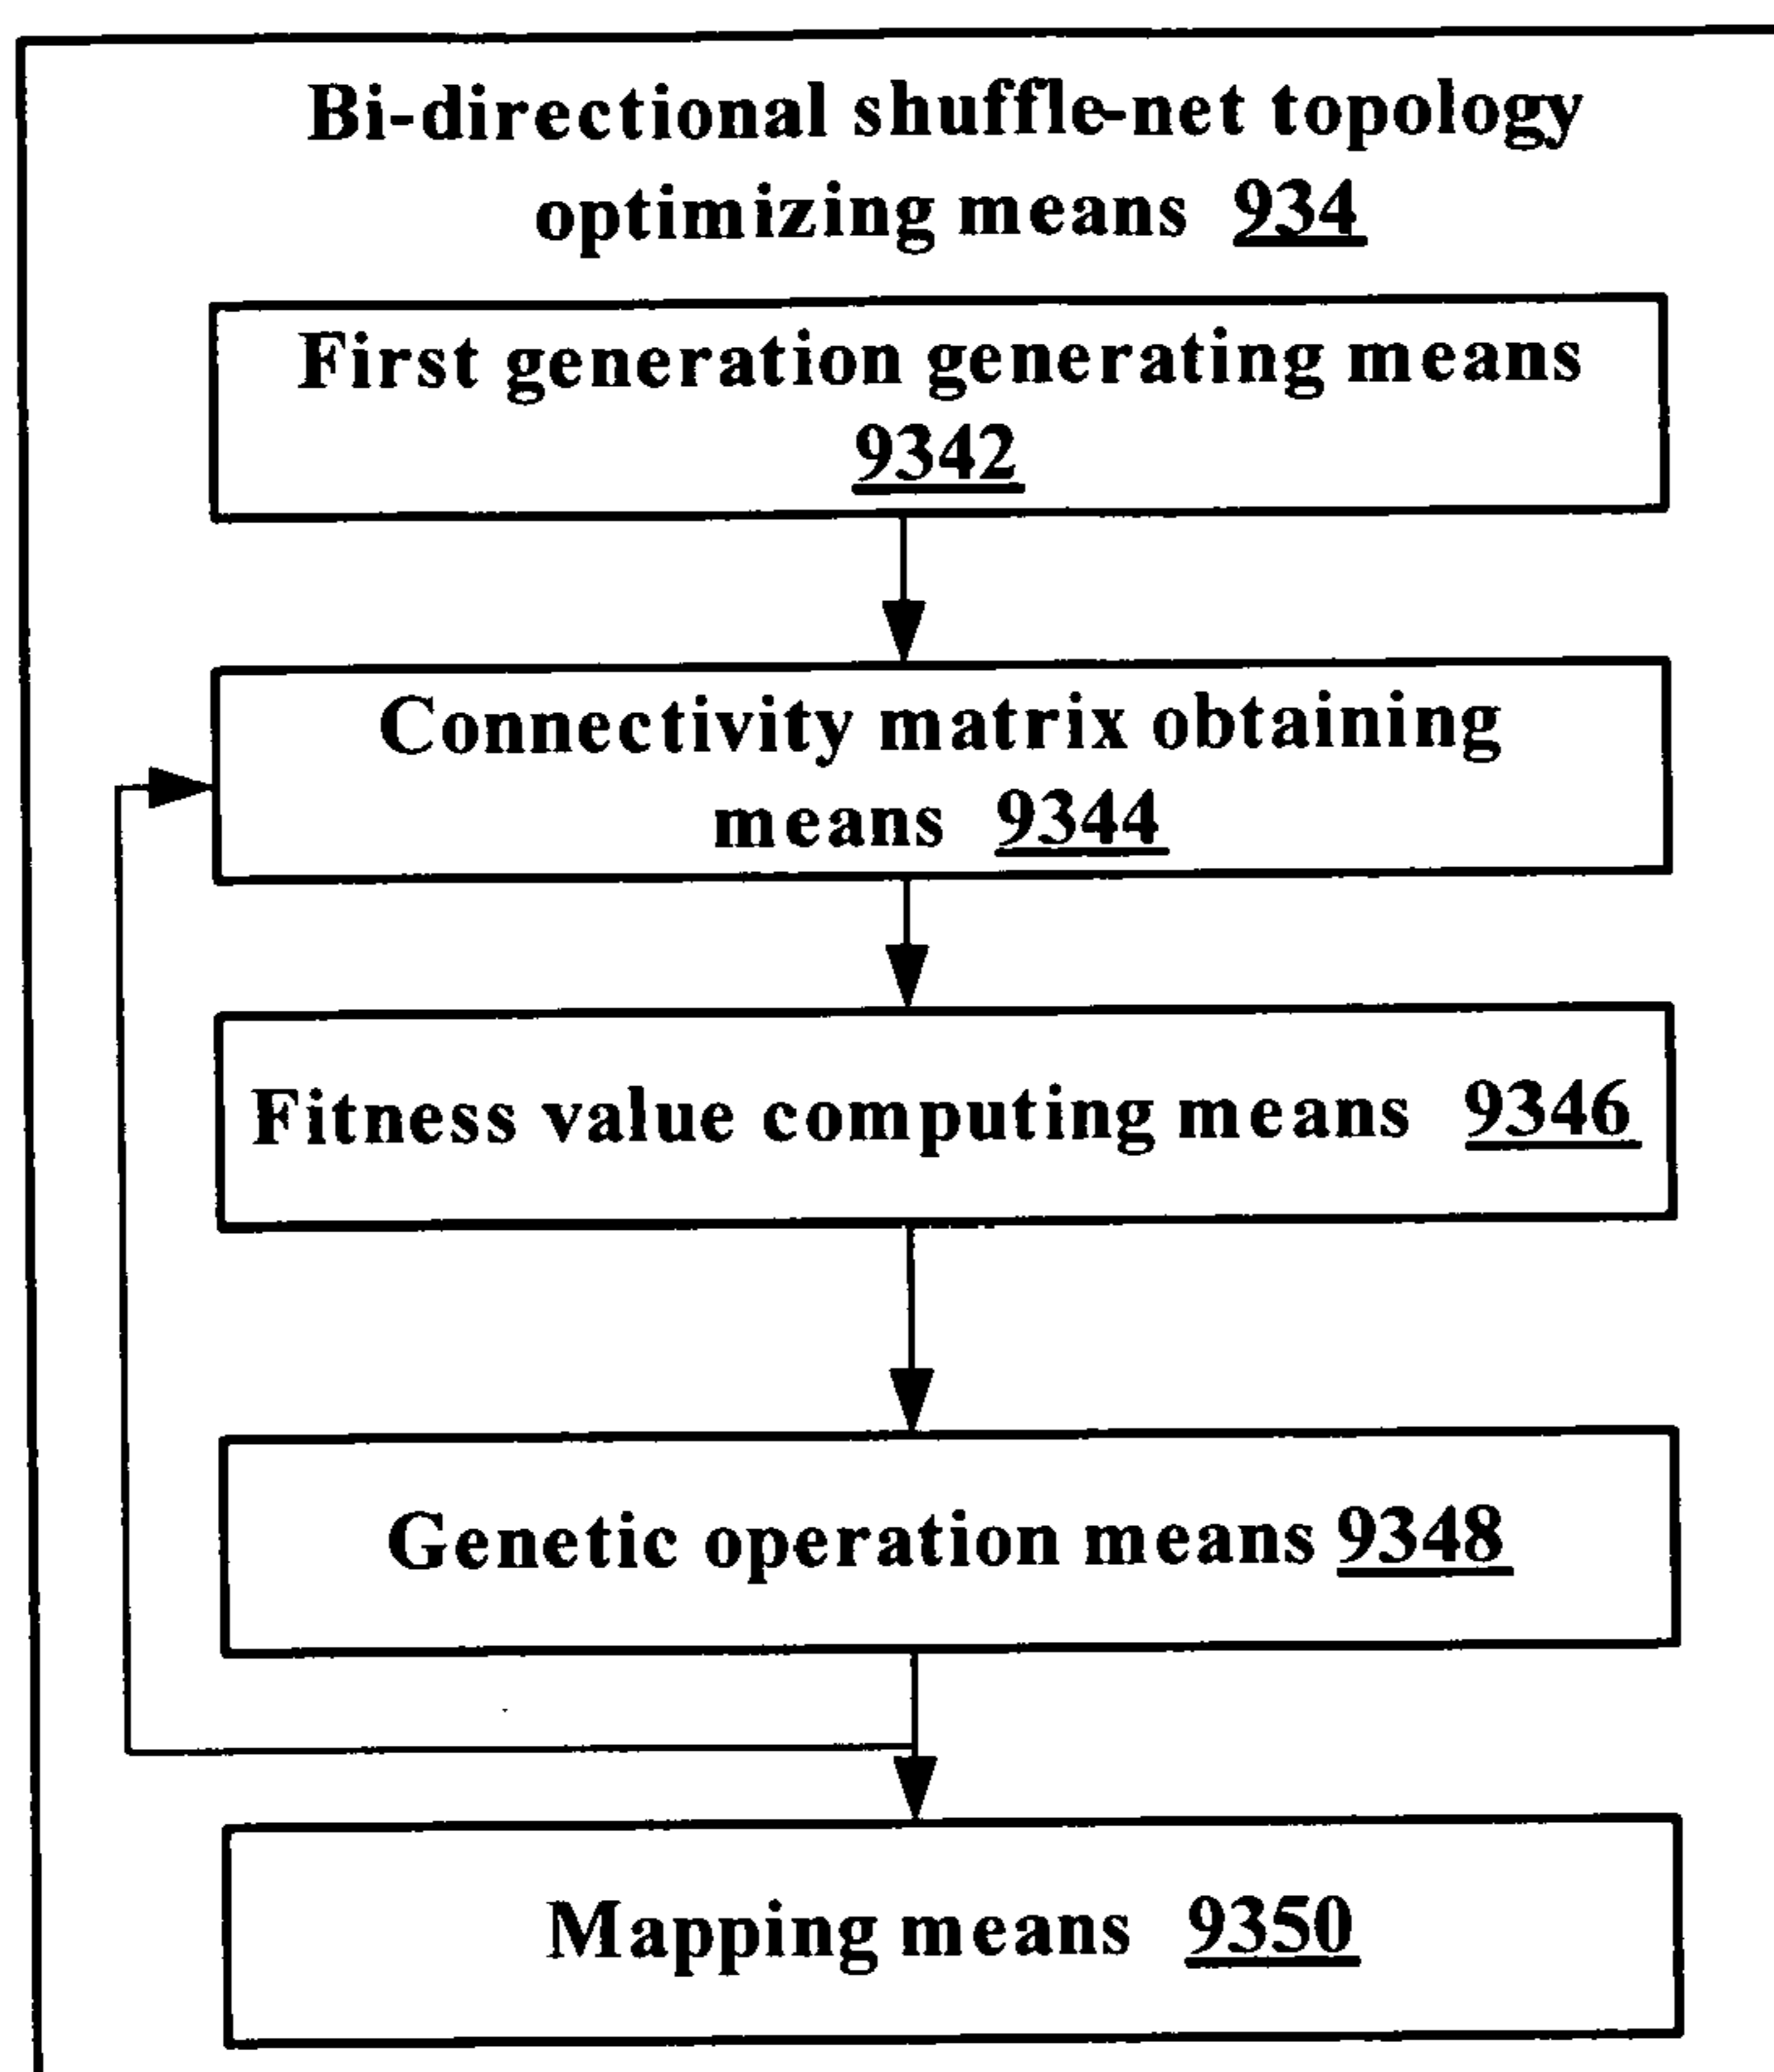 Bi-directional shuffle-net topology
optimizing means 934
First generation generating means
9342
Connectivity matrix obtaining
means 9344
Fitness value computing means 9346
Genetic operation means 9348
Mapping means 9350